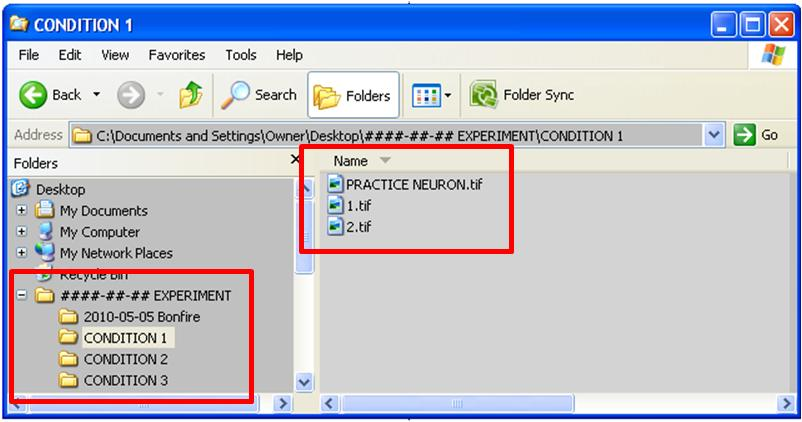 CONDITION 1
File Edit View Favorites Tools Help
Back Search Folders Folder Sync
Address C:\Documents and Settings\Owner\Desktop\####-##-## EXPERIMENT\CONDITION 1 Go
Folders
Name
Desktop
My Documents
My Computer
My Network Places
Recycle Bin
####-##-## EXPERIMENT
2010-05-05 Bonfire
CONDITION 1
CONDITION 2
CONDITION 3
PRACTICE NEURON.tif
1.tif
2.tif